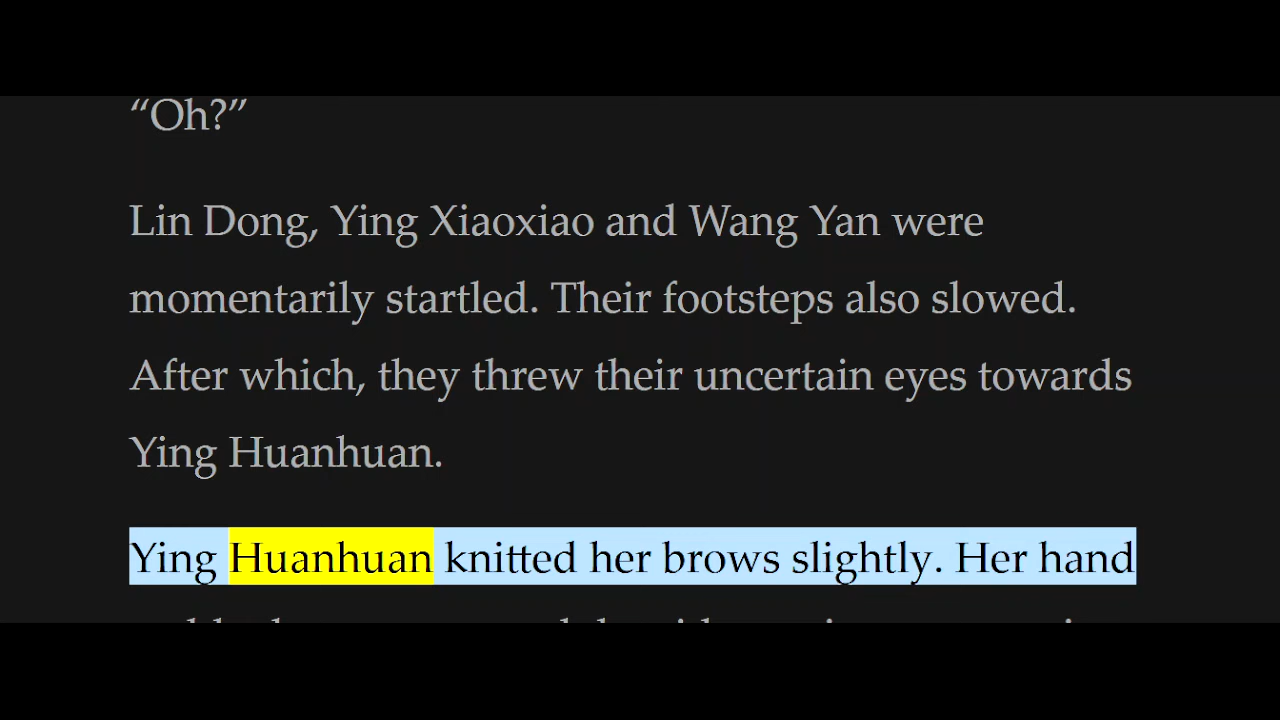 “Oh?”
Lin Dong, Ying Xiaoxiao and Wang Yan were
momentarily startled. Their footsteps also slowed.
After which, they threw their uncertain eyes towards
Ying Huanhuan.
Ying Huanhuan knitted her brows slightly. Her hand